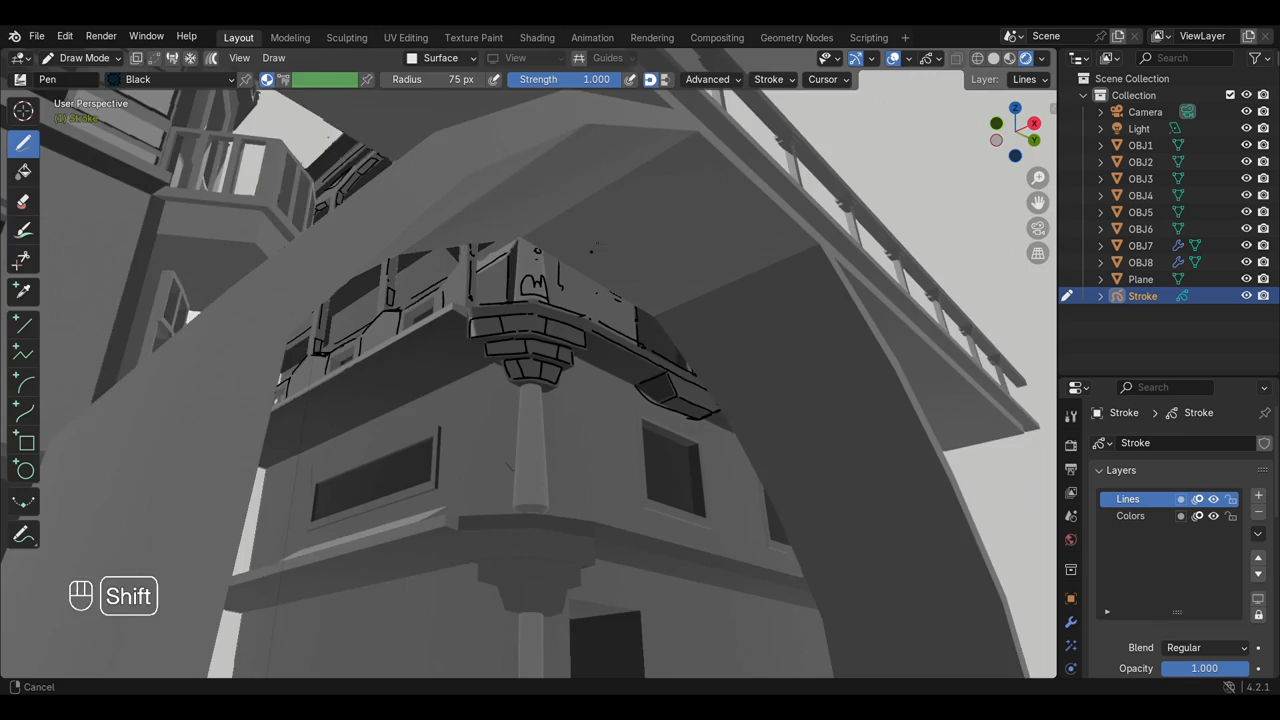 File Edit Render Window Help Layout Modeling Sculpting UV Editing Texture Paint Shading Animation Rendering Compositing Geometry Nodes Scripting + Scene ViewLayer
Draw Mode View Draw Surface View Guides Search
Pen Black Radius 75 px Strength 1.000 Advanced Stroke Cursor Layer: Lines
User Perspective
(1) Stroke
Z
X
Y
Scene Collection
Collection
Camera
Light
OBJ1
OBJ2
OBJ3
OBJ4
OBJ5
OBJ6
OBJ7
OBJ8
Plane
Stroke
Search
Stroke > Stroke
Stroke
Layers
Lines
Colors
Blend Regular
Opacity 1.000
Shift
Cancel
4.2.1